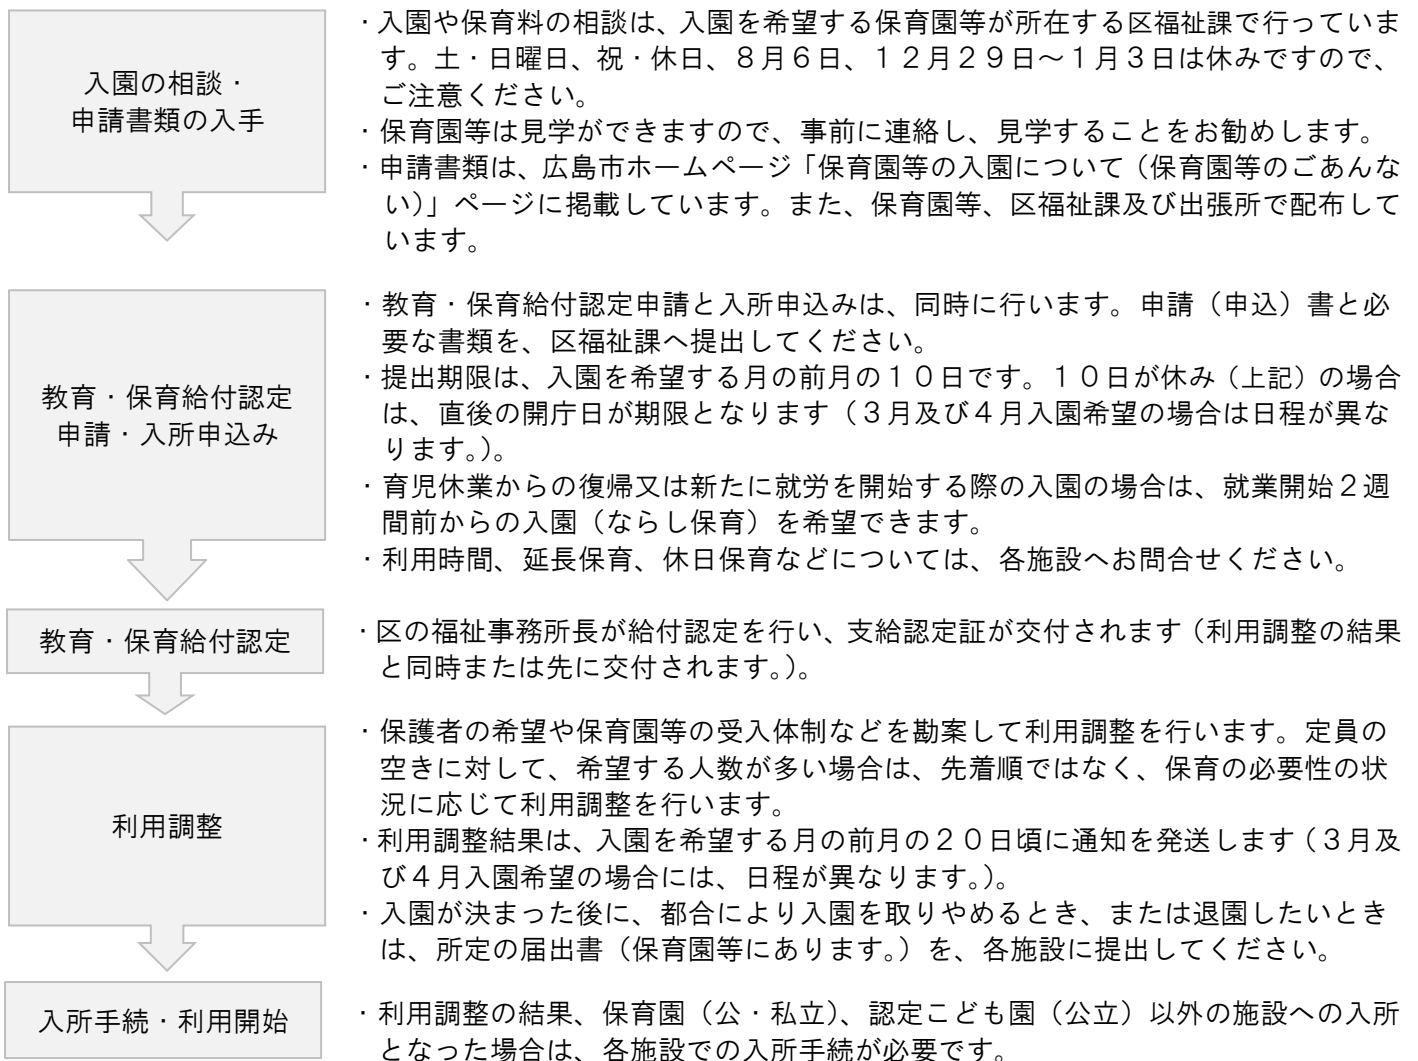 入園の相談・
申請書類の入手
・入園や保育料の相談は、入園を希望する保育園等が所在する区福祉課で行っていま
す。土・日曜日、祝・休日、８月６日、１２月２９日～１月３日は休みですので、
ご注意ください。
・保育園等は見学ができますので、事前に連絡し、見学することをお勧めします。
・申請書類は、広島市ホームページ「保育園等の入園について（保育園等のごあんな
い）」ページに掲載しています。また、保育園等、区福祉課及び出張所で配布して
います。
教育・保育給付認定
申請・入所申込み
・教育・保育給付認定申請と入所申込みは、同時に行います。申請（申込）書と必
要な書類を、区福祉課へ提出してください。
・提出期限は、入園を希望する月の前月の１０日です。１０日が休み（上記）の場合
は、直後の開庁日が期限となります（３月及び４月入園希望の場合は日程が異な
ります。）。
・育児休業からの復帰又は新たに就労を開始する際の入園の場合は、就業開始２週
間前からの入園（ならし保育）を希望できます。
・利用時間、延長保育、休日保育などについては、各施設へお問合せください。
教育・保育給付認定
・区の福祉事務所長が給付認定を行い、支給認定証が交付されます（利用調整の結果
と同時または先に交付されます。）。
利用調整
・保護者の希望や保育園等の受入体制などを勘案して利用調整を行います。定員の
空きに対して、希望する人数が多い場合は、先着順ではなく、保育の必要性の状
況に応じて利用調整を行います。
・利用調整結果は、入園を希望する月の前月の２０日頃に通知を発送します（３月及
び４月入園希望の場合には、日程が異なります。）。
・入園が決まった後に、都合により入園を取りやめるとき、または退園したいとき
は、所定の届出書（保育園等にあります。）を、各施設に提出してください。
入所手続・利用開始
・利用調整の結果、保育園（公・私立）、認定こども園（公立）以外の施設への入所
となった場合は、各施設での入所手続が必要です。